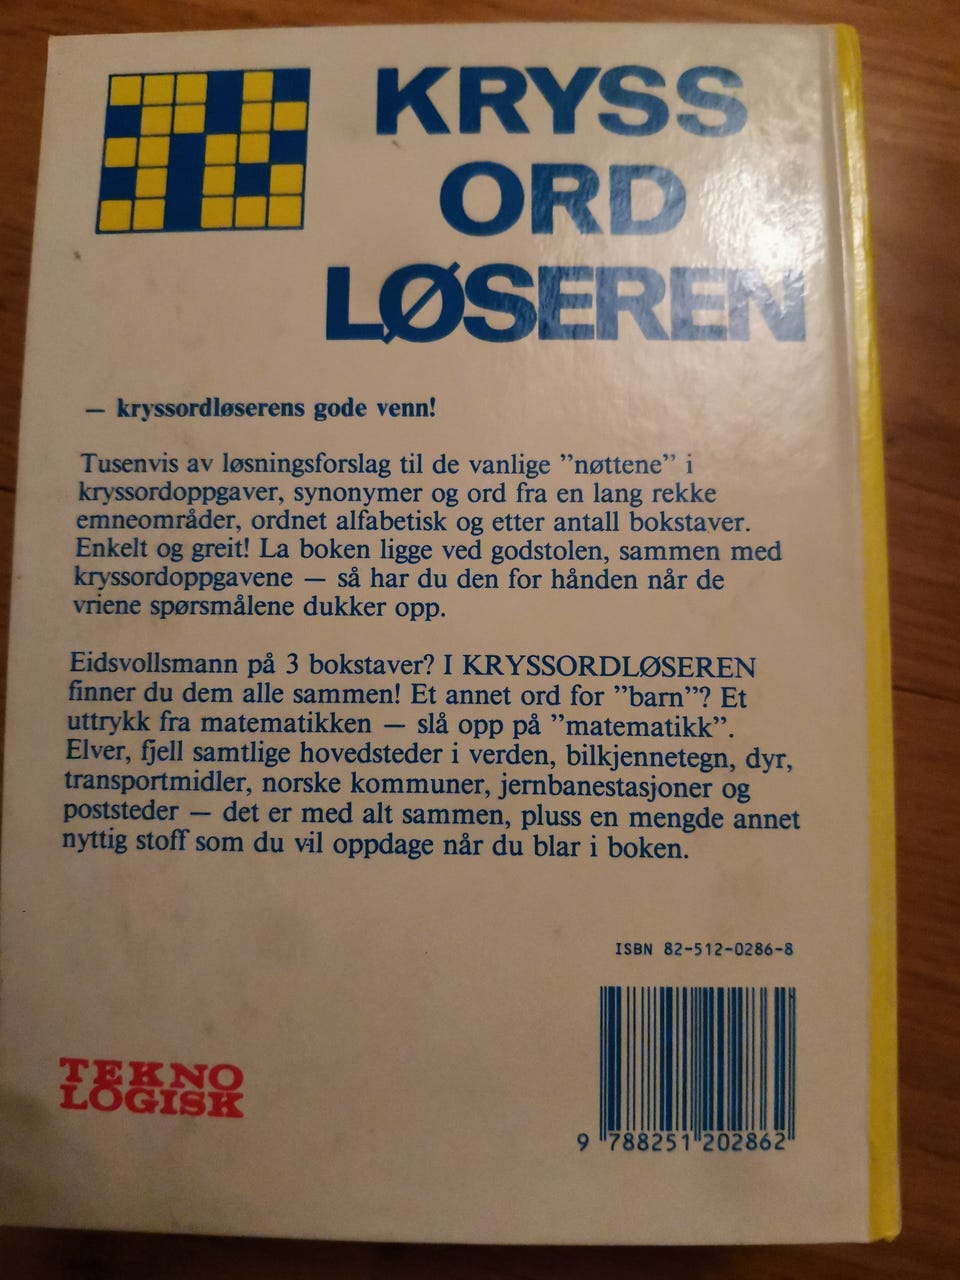 KRYSS
ORD
LØSEREN
— kryssordløserens gode venn!
Tusenvis av løsningsforslag til de vanlige ”nøttene” i
kryssordoppgaver, synonymer og ord fra en lang rekke
emneområder, ordnet alfabetisk og etter antall bokstaver.
Enkelt og greit! La boken ligge ved godstolen, sammen med
kryssordoppgavene — så har du den for hånden når de
vriene spørsmålene dukker opp.
Eidsvollsmann på 3 bokstaver? I KRYSSORDLØSEREN
finner du dem alle sammen! Et annet ord for ”barn”? Et
uttrykk fra matematikken — slå opp på ”matematikk”.
Elver, fjell samtlige hovedsteder i verden, bilkjennetegn, dyr,
transportmidler, norske kommuner, jernbanestasjoner og
poststeder — det er med alt sammen, pluss en mengde annet
nyttig stoff som du vil oppdage når du blar i boken.
ISBN 82-512-0286-8
TEKNO
LOGISK
9 788251 202862